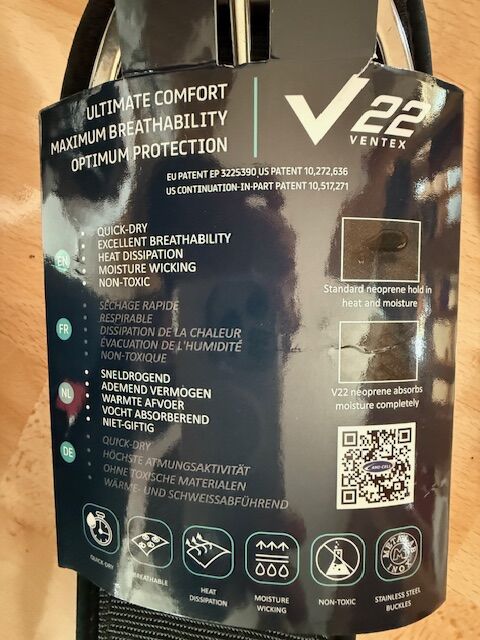 ULTIMATE COMFORT
MAXIMUM BREATHABILITY
OPTIMUM PROTECTION
V22
VENTEX
EU PATENT EP 3225390 US PATENT 10,272,636
US CONTINUATION-IN-PART PATENT 10,517,271
EN
QUICK-DRY
EXCELLENT BREATHABILITY
HEAT DISSIPATION
MOISTURE WICKING
NON-TOXIC
Standard neoprene hold in
heat and moisture
FR
SÉCHAGE RAPIDE
RESPIRABLE
DISSIPATION DE LA CHALEUR
ÉVACUATION DE L'HUMIDITÉ
NON-TOXIQUE
V22 neoprene absorbs
moisture completely
NL
SNELDROGEND
ADEMEND VERMOGEN
WARMTE AFVOER
VOCHT ABSORBEREND
NIET-GIFTIG
DE
QUICK-DRY
HÖCHSTE ATMUNGSAKTIVITÄT
OHNE TOXISCHE MATERIALEN
WÄRME- UND SCHWEISSABFÜHREND
QUICK-DRY
BREATHABLE
HEAT
DISSIPATION
MOISTURE
WICKING
NON-TOXIC
STAINLESS STEEL
BUCKLES